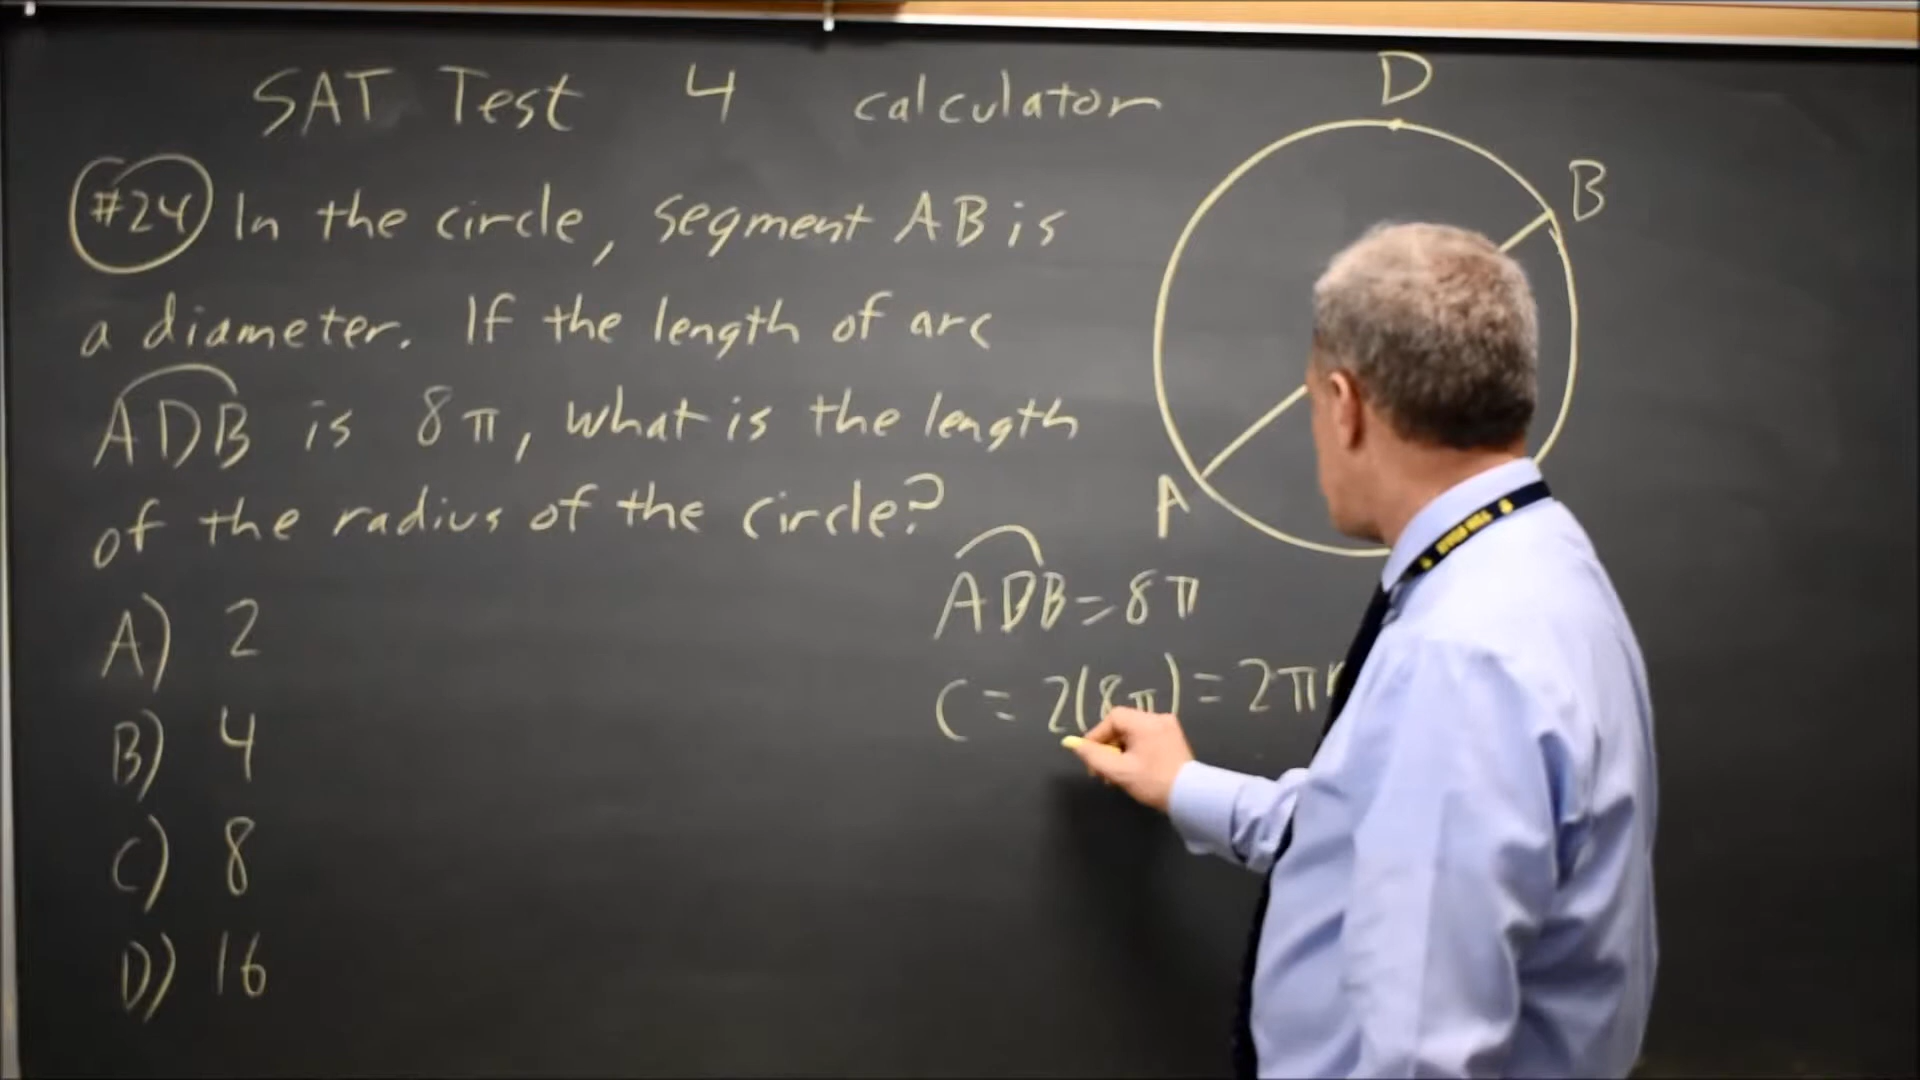 SAT Test 4 calculator
#24 In the circle, segment AB is
a diameter. If the length of arc
ADB is 8π, what is the length
of the radius of the circle?
A) 2
B) 4
C) 8
D) 16
D
B
A
ADB = 8π
C = 2(8π) = 2πr